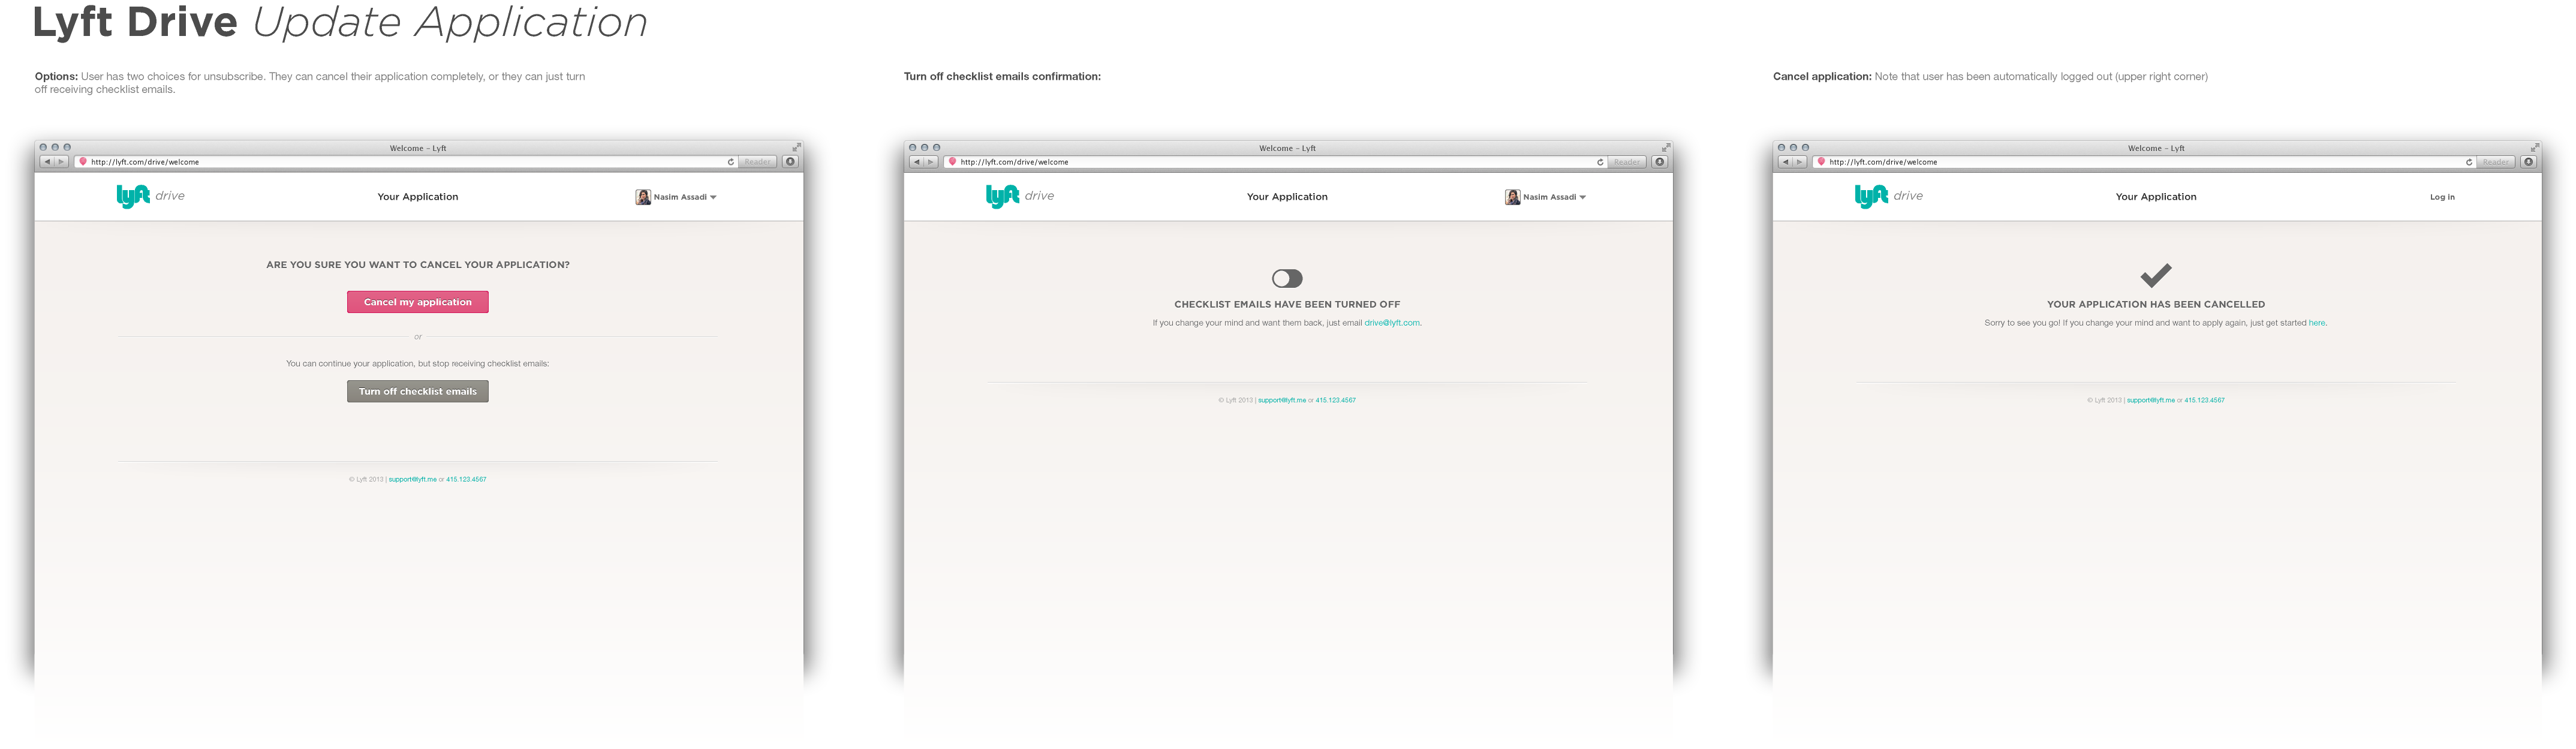 Lyft Drive Update Application
Options: User has two choices for unsubscribe. They can cancel their application completely, or they can just turn
off receiving checklist emails.
Welcome – Lyft
http://lyft.com/drive/welcome
Reader
lyft drive
Your Application
Nasim Assadi
ARE YOU SURE YOU WANT TO CANCEL YOUR APPLICATION?
Cancel my application
or
You can continue your application, but stop receiving checklist emails:
Turn off checklist emails
© Lyft 2013 | support@lyft.me or 415.123.4567
Turn off checklist emails confirmation:
Welcome – Lyft
http://lyft.com/drive/welcome
Reader
lyft drive
Your Application
Nasim Assadi
CHECKLIST EMAILS HAVE BEEN TURNED OFF
If you change your mind and want them back, just email drive@lyft.com.
© Lyft 2013 | support@lyft.me or 415.123.4567
Cancel application: Note that user has been automatically logged out (upper right corner)
Welcome – Lyft
http://lyft.com/drive/welcome
Reader
lyft drive
Your Application
Log in
YOUR APPLICATION HAS BEEN CANCELLED
Sorry to see you go! If you change your mind and want to apply again, just get started here.
© Lyft 2013 | support@lyft.me or 415.123.4567